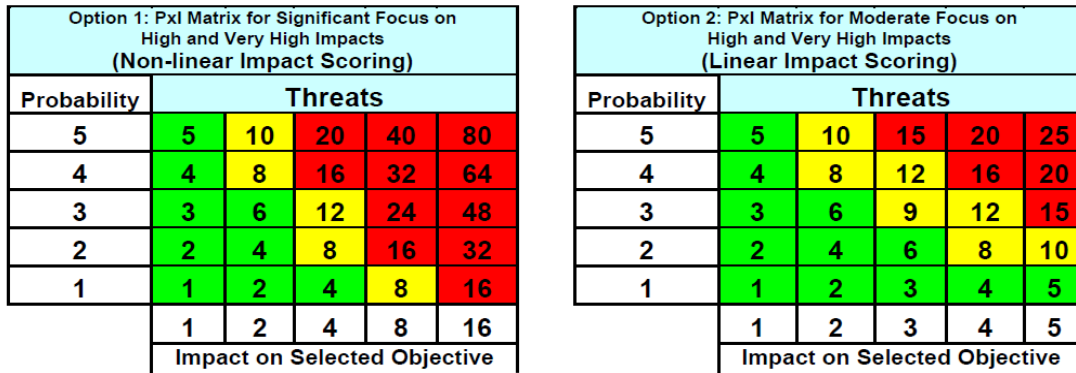 Option 1: PxI Matrix for Significant Focus on
High and Very High Impacts
(Non-linear Impact Scoring)
Probability Threats
5 5 10 20 40 80
4 4 8 16 32 64
3 3 6 12 24 48
2 2 4 8 16 32
1 1 2 4 8 16
1 2 4 8 16
Impact on Selected Objective
Option 2: PxI Matrix for Moderate Focus on
High and Very High Impacts
(Linear Impact Scoring)
Probability Threats
5 5 10 15 20 25
4 4 8 12 16 20
3 3 6 9 12 15
2 2 4 6 8 10
1 1 2 3 4 5
1 2 3 4 5
Impact on Selected Objective